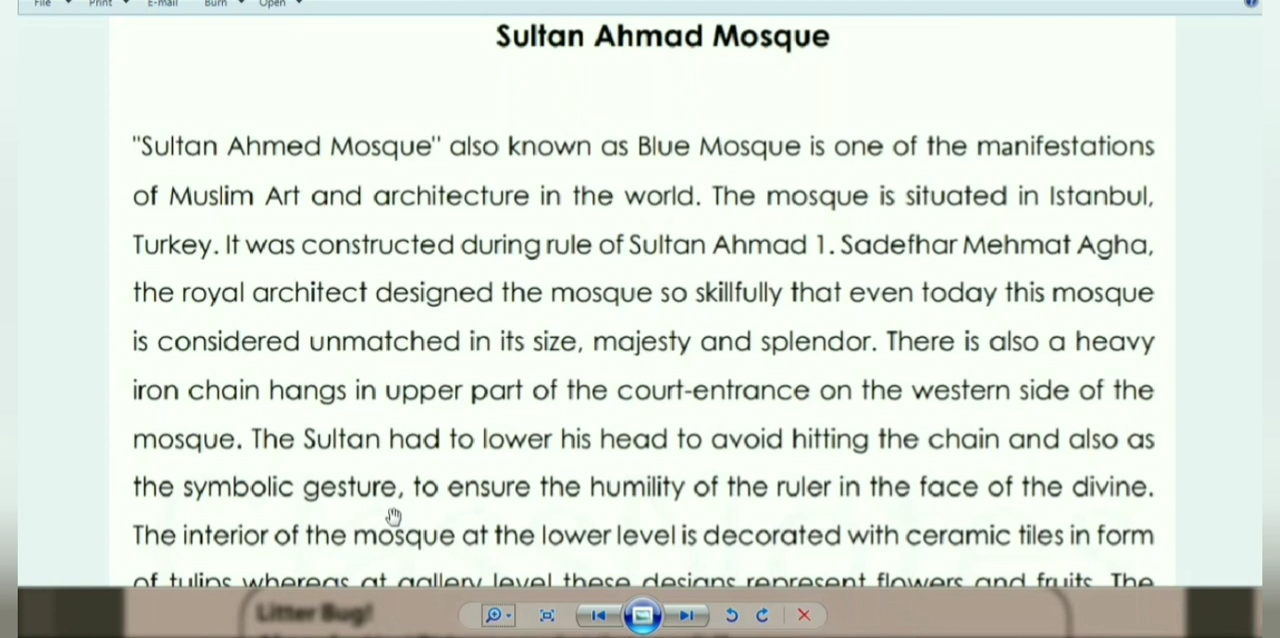 File Print E-mail Burn Open
Sultan Ahmad Mosque
"Sultan Ahmed Mosque" also known as Blue Mosque is one of the manifestations
of Muslim Art and architecture in the world. The mosque is situated in Istanbul,
Turkey. It was constructed during rule of Sultan Ahmad 1. Sadefhar Mehmat Agha,
the royal architect designed the mosque so skillfully that even today this mosque
is considered unmatched in its size, majesty and splendor. There is also a heavy
iron chain hangs in upper part of the court-entrance on the western side of the
mosque. The Sultan had to lower his head to avoid hitting the chain and also as
the symbolic gesture, to ensure the humility of the ruler in the face of the divine.
The interior of the mosque at the lower level is decorated with ceramic tiles in form
of tulips whereas at gallery level these designs represent flowers and fruits. The
Litter Bug!